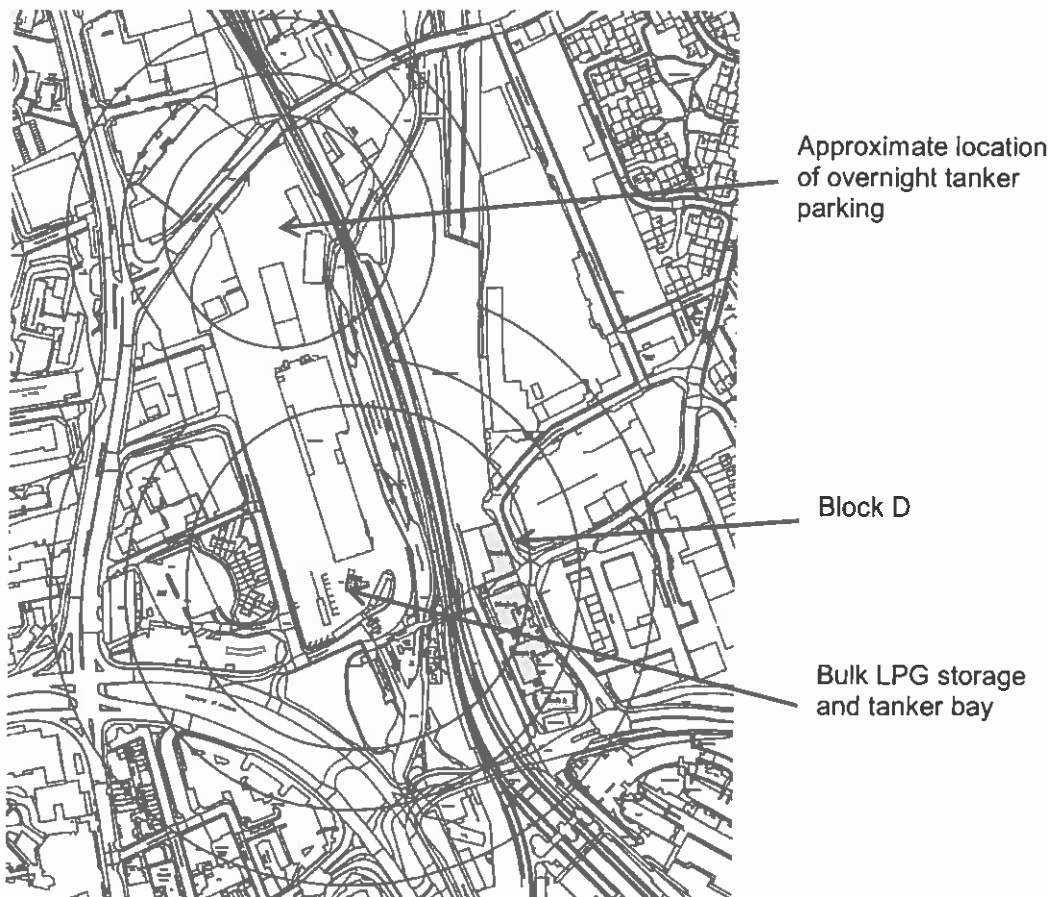 Approximate location
of overnight tanker
parking
Block D
Bulk LPG storage
and tanker bay